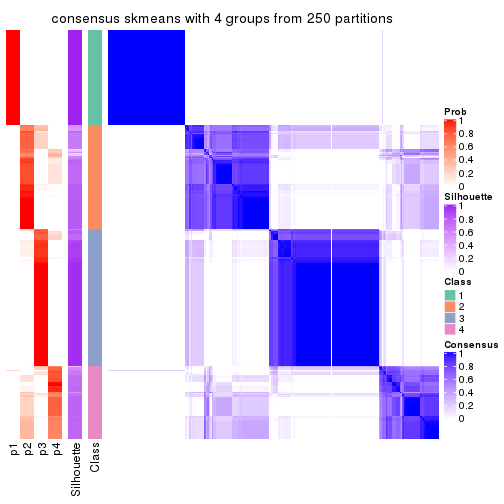 consensus skmeans with 4 groups from 250 partitions
Prob
1
0.8
0.6
0.4
0.2
0
Silhouette
1
0.8
0.6
0.4
0.2
0
Class
1
2
3
4
Consensus
1
0.8
0.6
0.4
0.2
0
p1
p2
p3
p4
Silhouette
Class